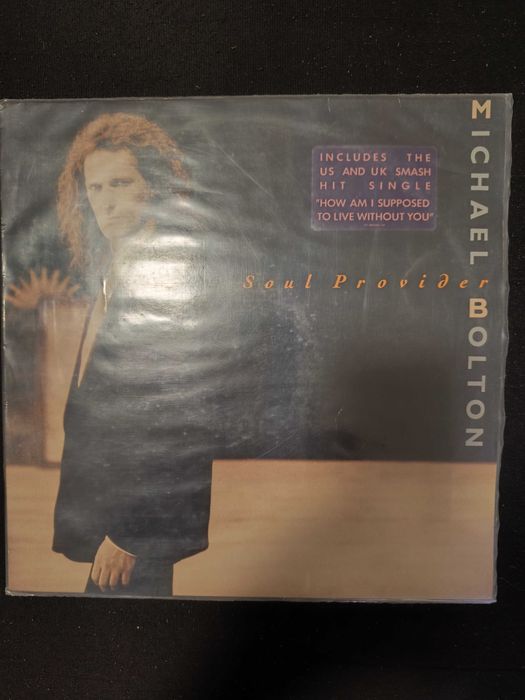 INCLUDES THE
US AND UK SMASH
HIT SINGLE
"HOW AM I SUPPOSED
TO LIVE WITHOUT YOU"
Soul Provider
MICHAEL BOLTON